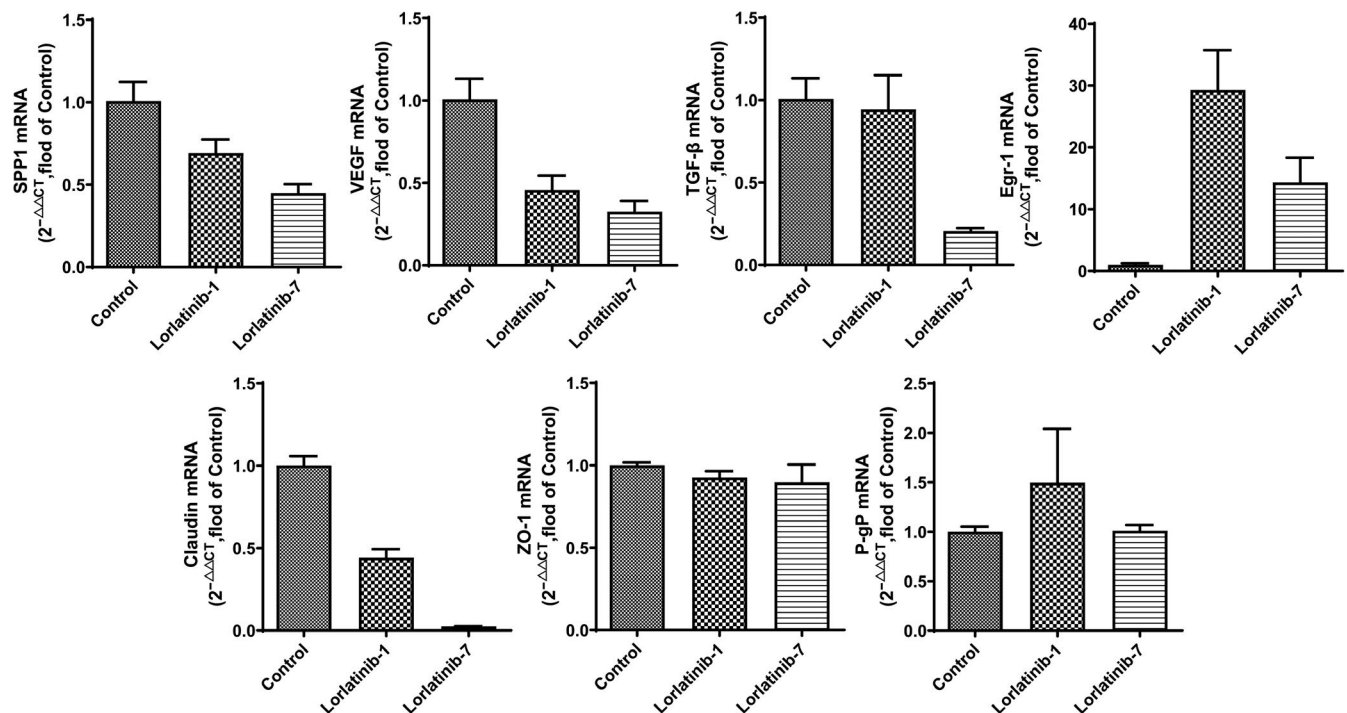 SPP1 mRNA
(2⁻△△CT,flod of Control)
1.5
1.0
0.5
0.0
Control
Lorlatinib-1
Lorlatinib-7
VEGF mRNA
(2⁻△△CT,flod of Control)
1.5
1.0
0.5
0.0
Control
Lorlatinib-1
Lorlatinib-7
TGF-β mRNA
(2⁻△△CT,flod of Control)
1.5
1.0
0.5
0.0
Control
Lorlatinib-1
Lorlatinib-7
Egr-1 mRNA
(2⁻△△CT,flod of Control)
40
30
20
10
0
Control
Lorlatinib-1
Lorlatinib-7
Claudin mRNA
(2⁻△△CT,flod of Control)
1.5
1.0
0.5
0.0
Control
Lorlatinib-1
Lorlatinib-7
ZO-1 mRNA
(2⁻△△CT,flod of Control)
1.5
1.0
0.5
0.0
Control
Lorlatinib-1
Lorlatinib-7
P-gP mRNA
(2⁻△△CT,flod of Control)
2.5
2.0
1.5
1.0
0.5
0.0
Control
Lorlatinib-1
Lorlatinib-7